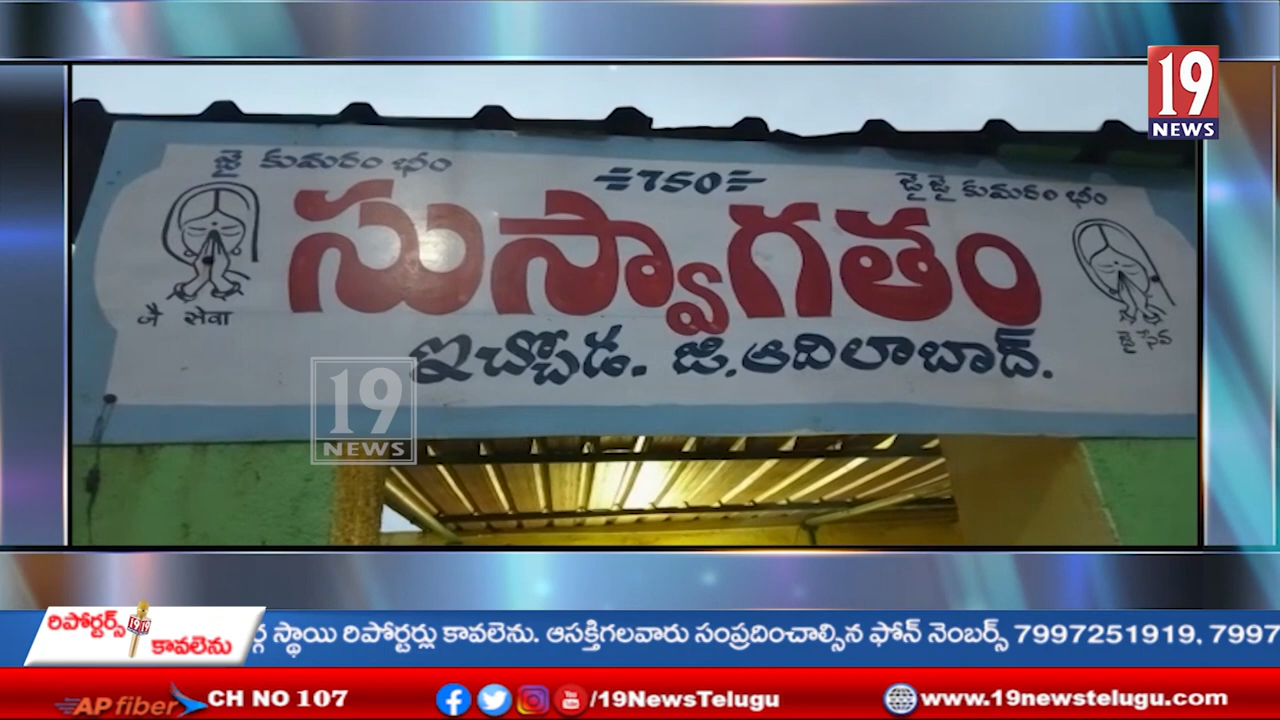 19
NEWS
జై కుమరం భీం
జై జై కుమరం భీం
సుస్వాగతం
सेवा
ఇచ్చోడ. జి.ఆదిలాబాద్.
19
NEWS
రిపోర్టర్స్
కావలెను
స్థాయి రిపోర్టర్లు కావలెను. ఆసక్తిగలవారు సంప్రదించాల్సిన ఫోన్ నెంబర్స్ 7997251919, 7997
AP fiber CH NO 107 /19NewsTelugu www.19newstelugu.com